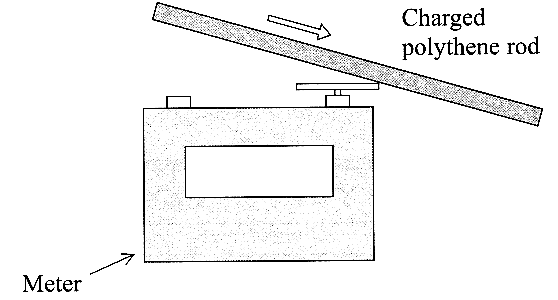 Charged
polythene rod
Meter